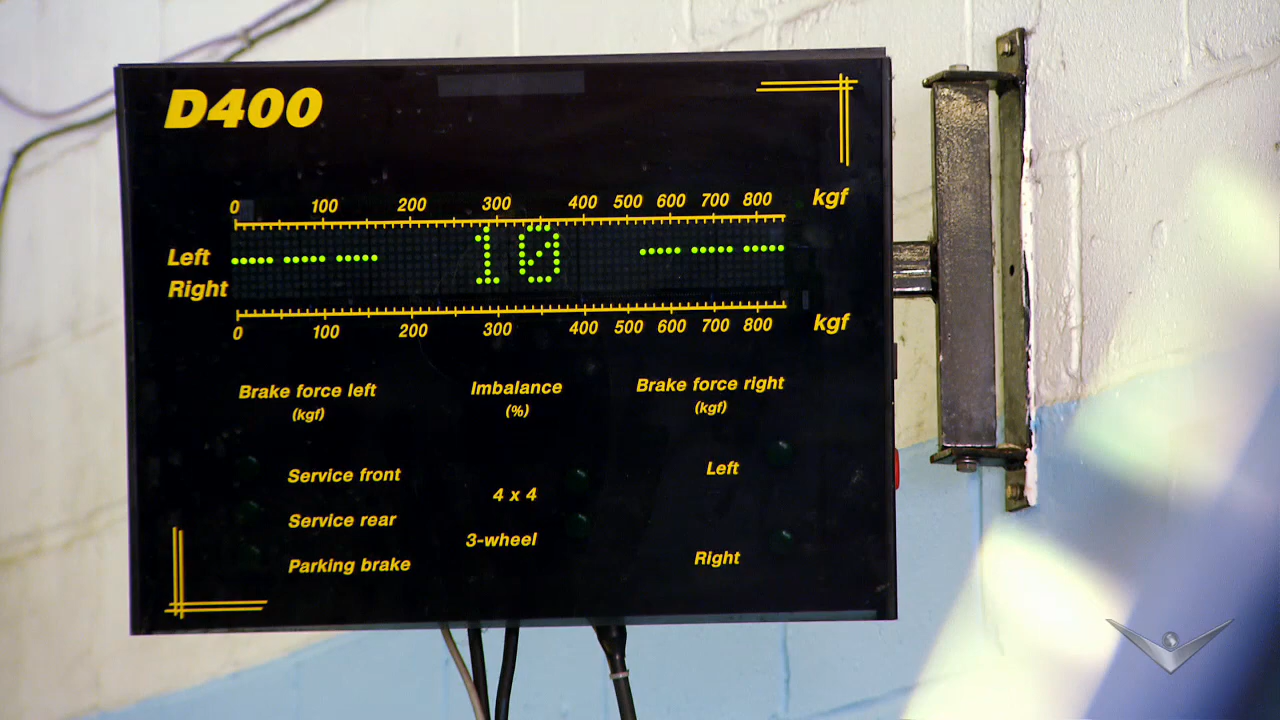 D400
0 100 200 300 400 500 600 700 800 kgf
Left --- 10 ---
Right
0 100 200 300 400 500 600 700 800 kgf
Brake force left Imbalance Brake force right
(kgf) (%) (kgf)
Service front Left
4 x 4
Service rear
3-wheel
Parking brake Right